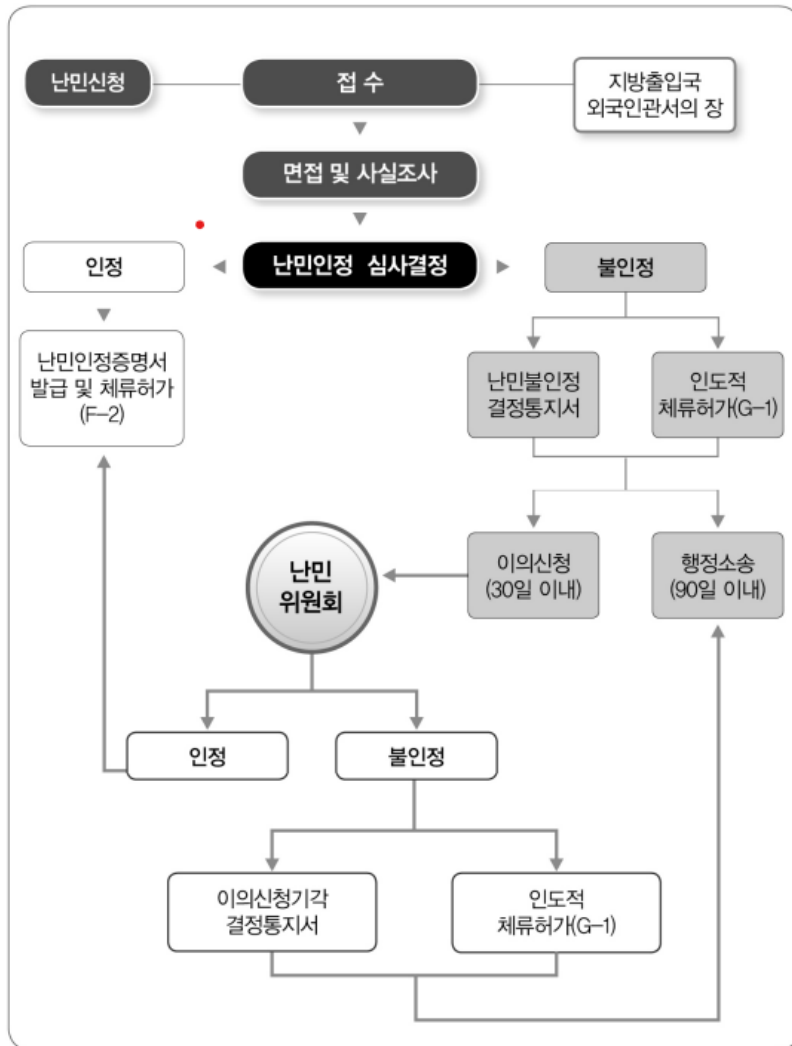 난민신청
접 수
지방출입국
외국인관서의 장
면접 및 사실조사
인정
난민인정 심사결정
불인정
난민인정증명서
발급 및 체류허가
(F-2)
난민불인정
결정통지서
인도적
체류허가(G-1)
난민
위원회
이의신청
(30일 이내)
행정소송
(90일 이내)
인정
불인정
이의신청기각
결정통지서
인도적
체류허가(G-1)